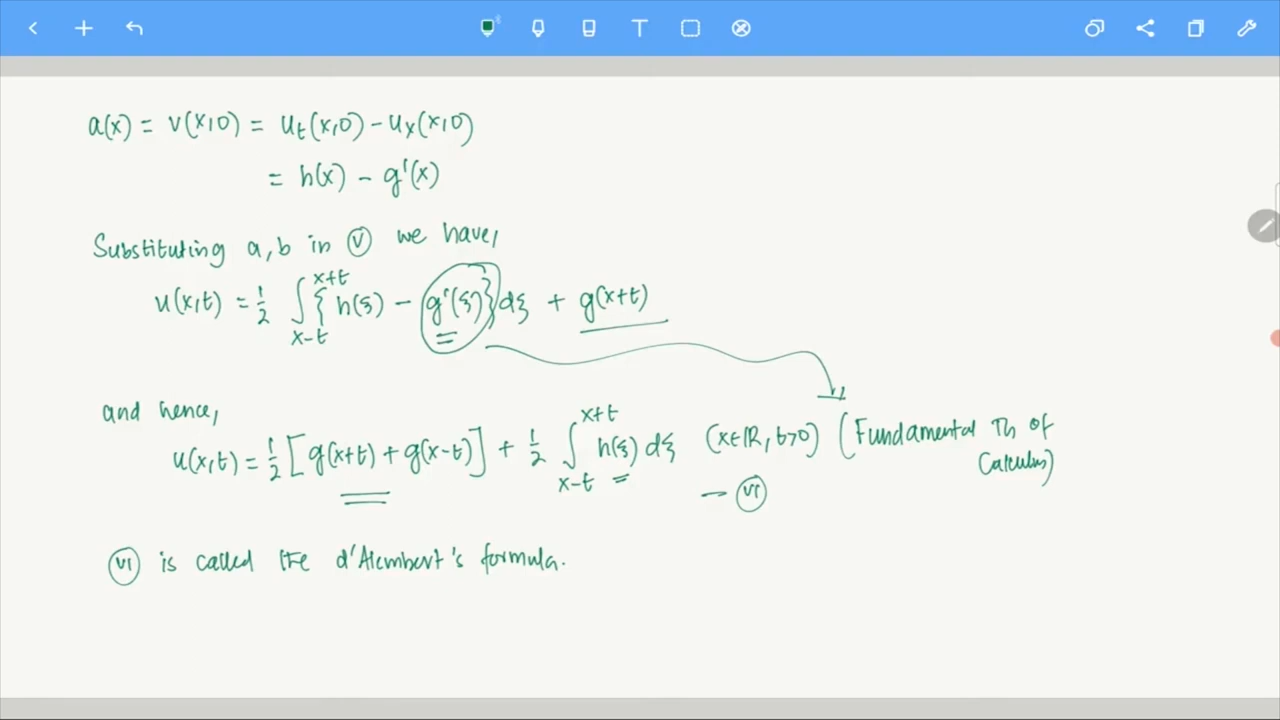 a(x) = v(x,0) = u_t(x,0) - u_x(x,0)
= h(x) - g'(x)
Substituting a, b in Ⓥ we have,
u(x,t) = 1/2 ∫_{x-t}^{x+t} { h(ξ) - g'(ξ) } dξ + g(x+t)
and hence,
u(x,t) = 1/2 [ g(x+t) + g(x-t) ] + 1/2 ∫_{x-t}^{x+t} h(ξ) dξ (x∈ℝ, t>0) (Fundamental Th of
Calculus)
— (VI)
(VI) is called the d'Alembert's formula.